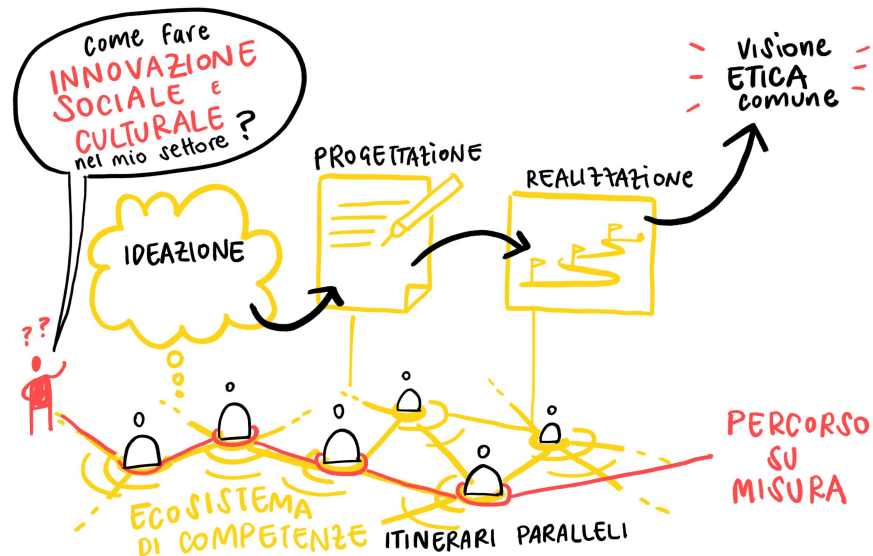 come fare
INNOVAZIONE
SOCIALE E
CULTURALE
nel mio settore?
IDEAZIONE
PROGETTAZIONE
REALIZZAZIONE
VISIONE
ETICA
comune
??
ECOSISTEMA
DI COMPETENZE
ITINERARI PARALLELI
PERCORSO
SU
MISURA